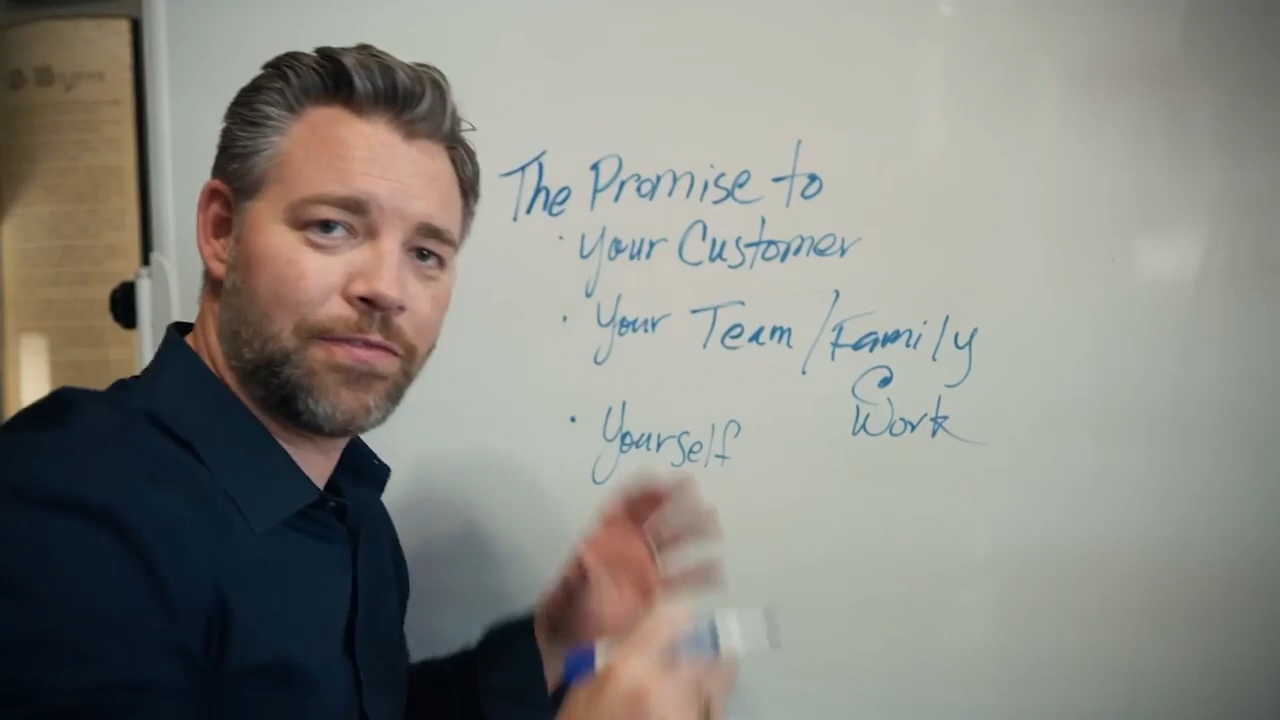 The Promise to
· Your Customer
· Your Team / Family
@ Work
· Yourself